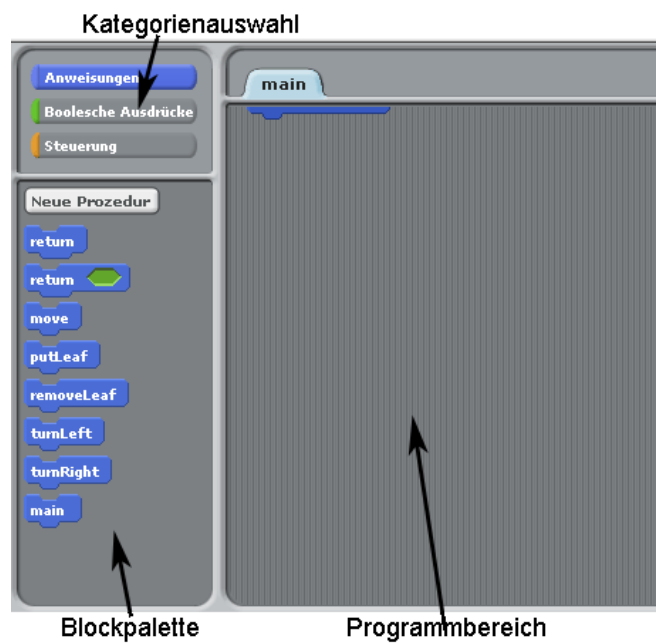 Kategorienauswahl
Anweisungen
main
Boolesche Ausdrücke
Steuerung
Neue Prozedur
return
return
move
putLeaf
removeLeaf
turnLeft
turnRight
main
Blockpalette
Programmbereich